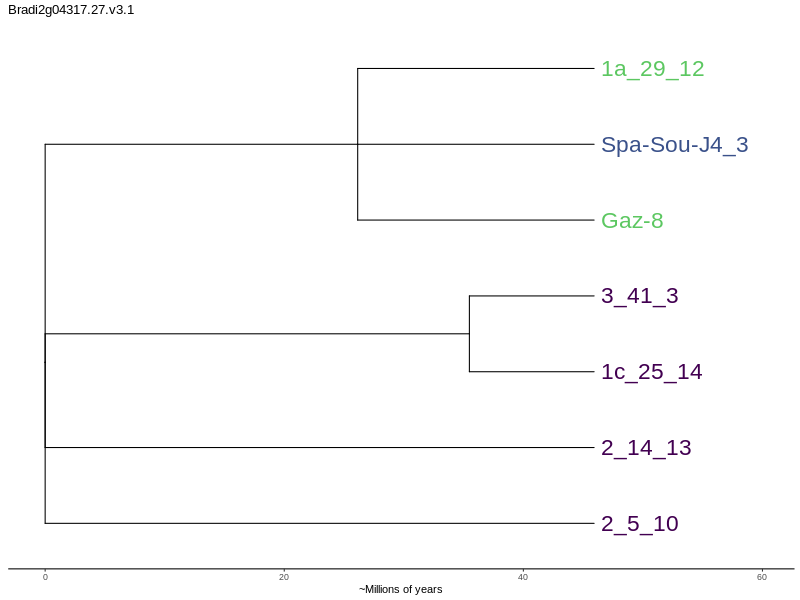 Bradi2g04317.27.v3.1
1a_29_12
Spa-Sou-J4_3
Gaz-8
3_41_3
1c_25_14
2_14_13
2_5_10
0 20 40 60
~Millions of years